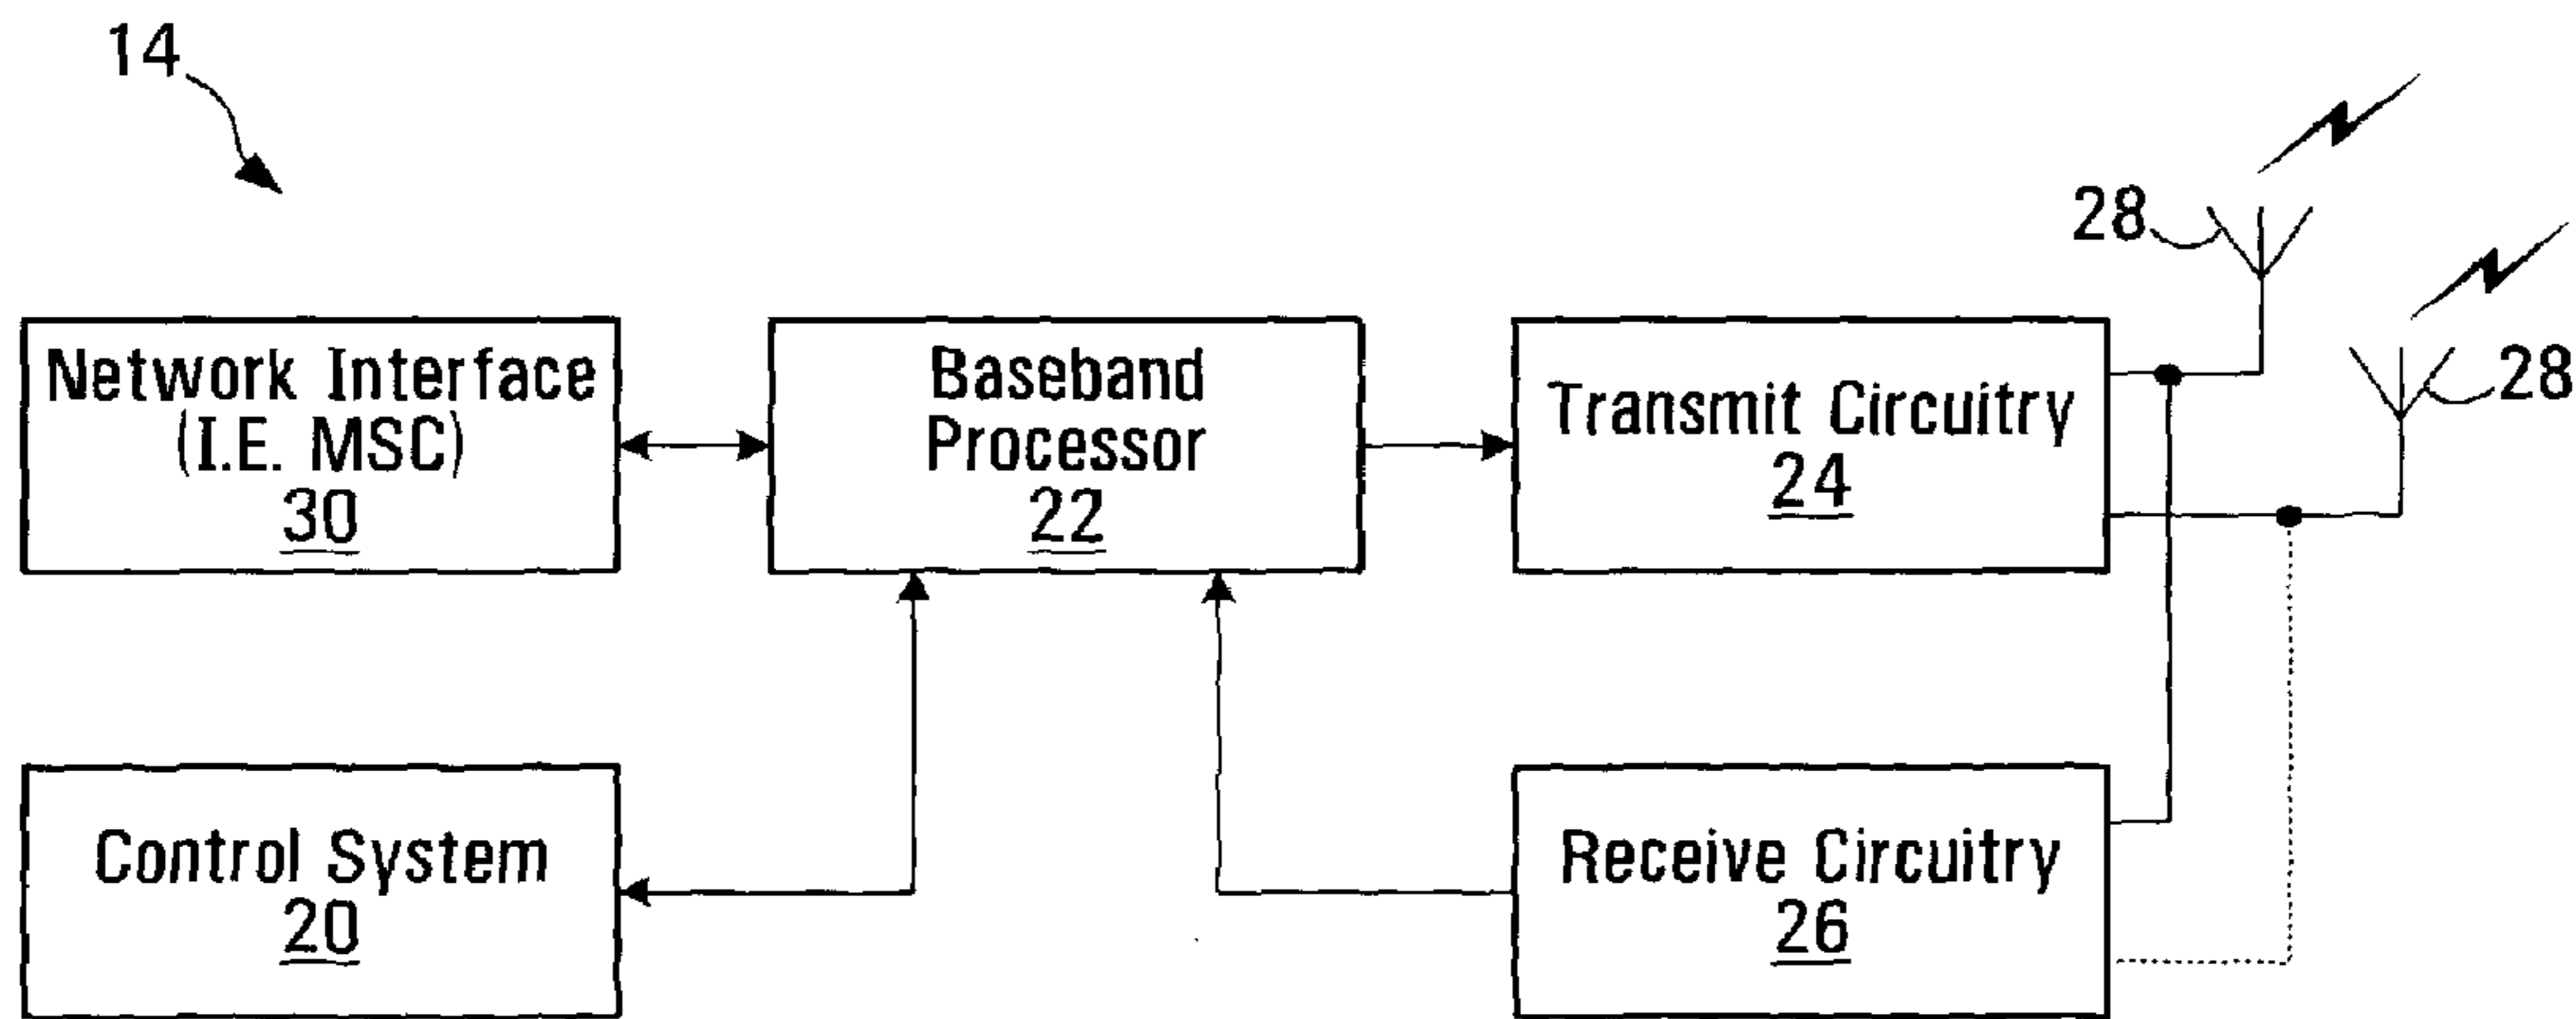 14
28
28
Network Interface
(I.E. MSC)
30
Baseband
Processor
22
Transmit Circuitry
24
Control System
20
Receive Circuitry
26